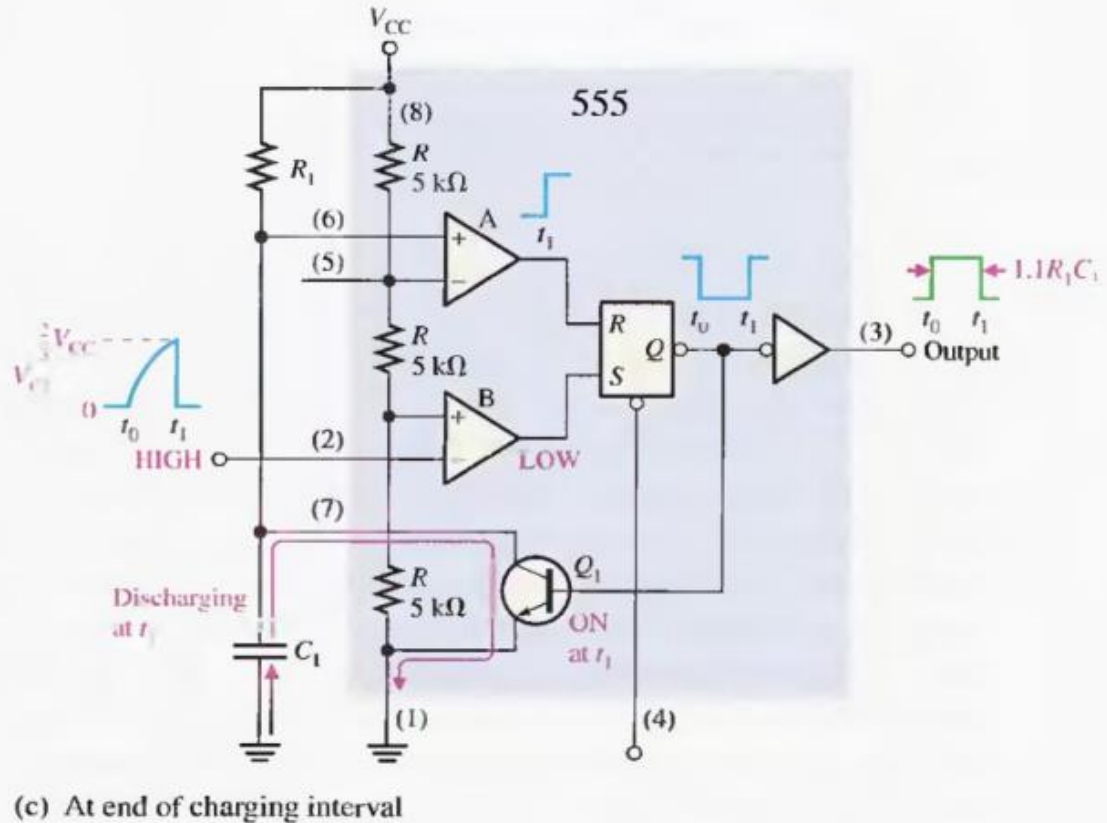 V_CC
555
(8)
R_1
R
5 kΩ
(6)
A
t_1
(5)
t_0 t_1
1.1R_1C_1
t_0 t_1
R
Q
(3)
Output
R
5 kΩ
S
V_CC
0
t_0 t_1
B
(2)
HIGH
LOW
(7)
Q_1
R
5 kΩ
Discharging
at t_1
C_1
ON
at t_1
(1)
(4)
(c) At end of charging interval